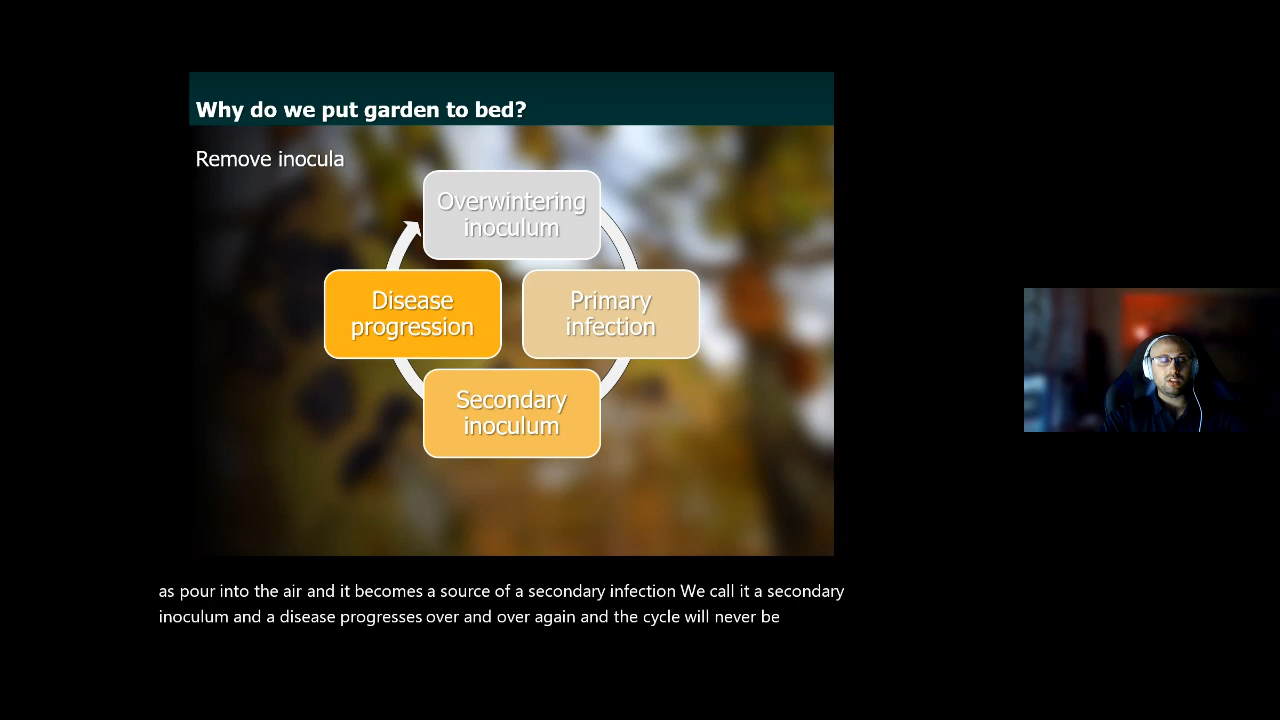 Why do we put garden to bed?
Remove inocula
Overwintering
inoculum
Primary
infection
Secondary
inoculum
Disease
progression
as pour into the air and it becomes a source of a secondary infection We call it a secondary
inoculum and a disease progresses over and over again and the cycle will never be